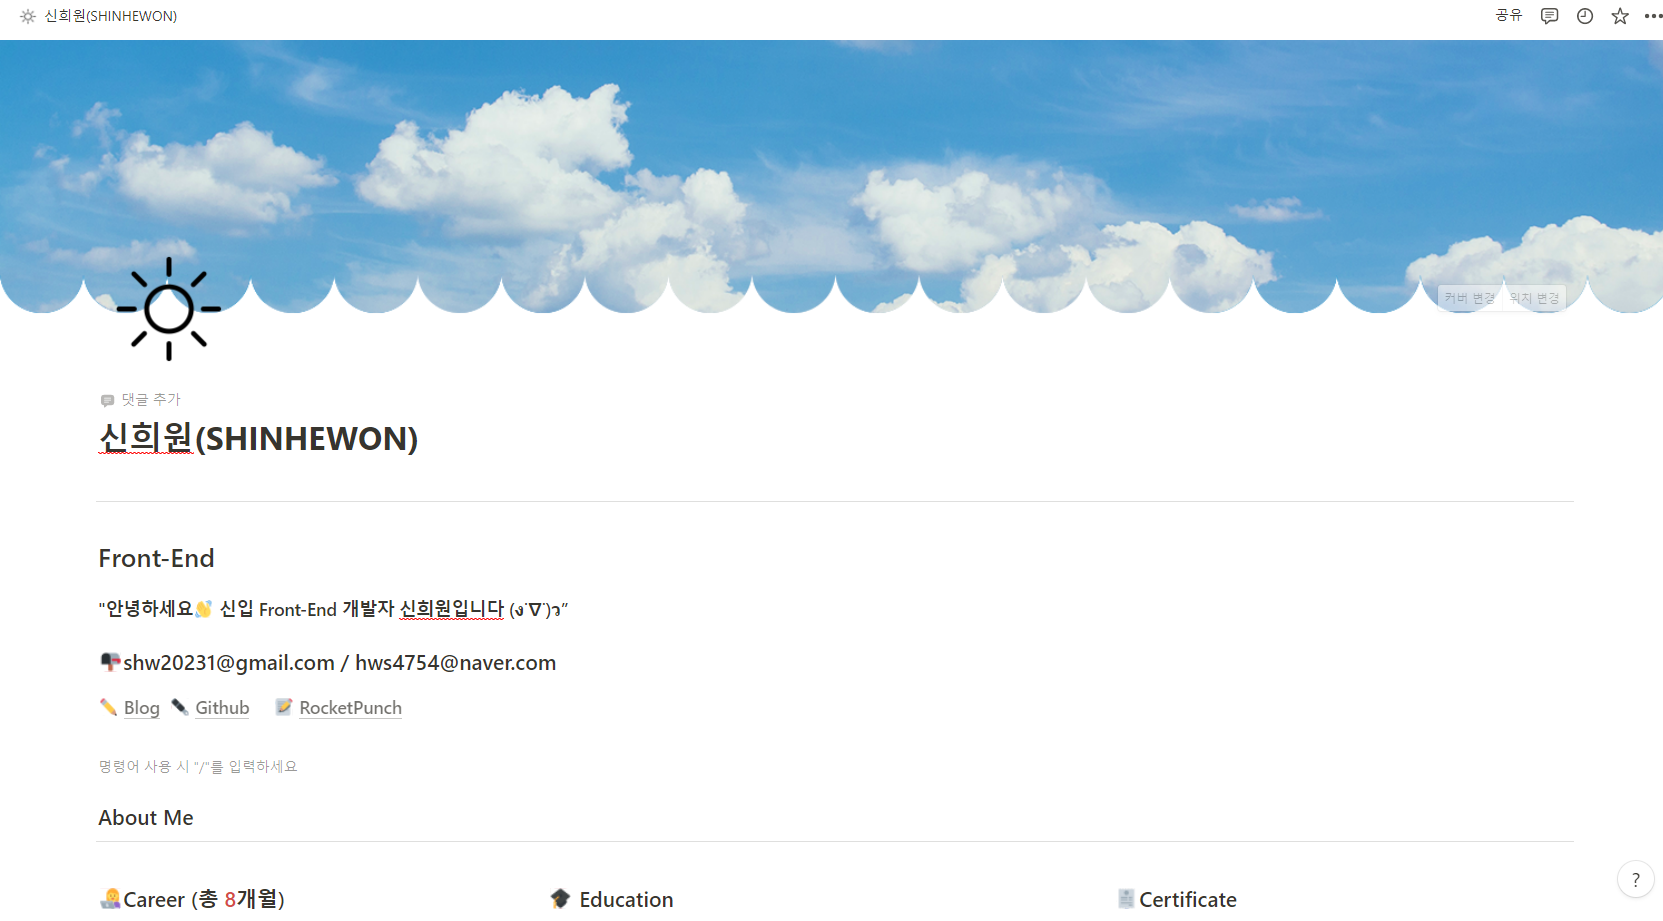 신희원(SHINHEWON)
공유
커버 변경 위치 변경
댓글 추가
신희원(SHINHEWON)
Front-End
"안녕하세요👋 신입 Front-End 개발자 신희원입니다 (ง˙∇˙)ว”
📭shw20231@gmail.com / hws4754@naver.com
✏️ Blog ✒️ Github 📝 RocketPunch
명령어 사용 시 "/"를 입력하세요
About Me
👩‍💻Career (총 8개월)
🎓 Education
📃Certificate
?